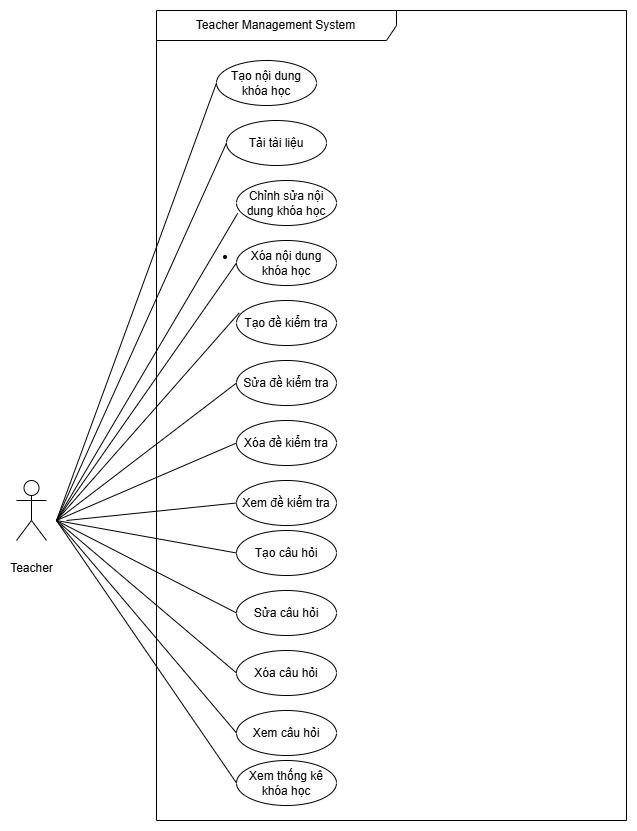 Teacher Management System
Tạo nội dung
khóa học
Tải tài liệu
Chỉnh sửa nội
dung khóa học
Xóa nội dung
khóa học
Tạo đề kiểm tra
Sửa đề kiểm tra
Xóa đề kiểm tra
Xem đề kiểm tra
Tạo câu hỏi
Sửa câu hỏi
Xóa câu hỏi
Xem câu hỏi
Xem thống kê
khóa học
Teacher